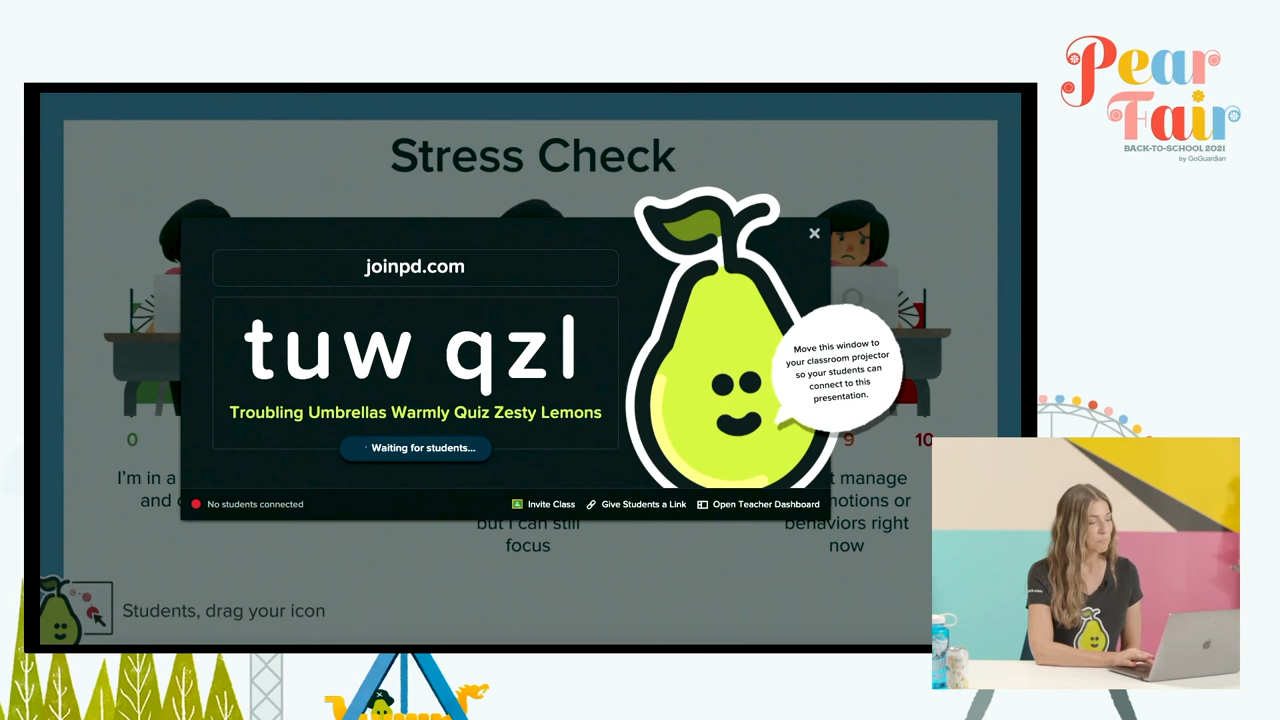 Pear
Fair
BACK-TO-SCHOOL 2021
by GoGuardian
Stress Check
joinpd.com
tuw qzl
Troubling Umbrellas Warmly Quiz Zesty Lemons
Waiting for students...
No students connected
Invite Class
Give Students a Link
Open Teacher Dashboard
Move this window to
your classroom projector
so your students can
connect to this
presentation.
0
9
10
I'm in a
and
but I can still
focus
manage
motions or
behaviors right
now
Students, drag your icon